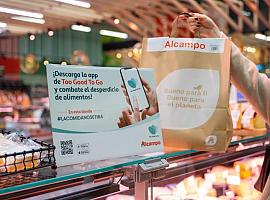 ¡Descarga la app
de Too Good To Go
y combate el desperdicio
de alimentos!
#LACOMIDANOSETIRA
Alcampo
Alcampo
Bueno para ti
Bueno para
el planeta